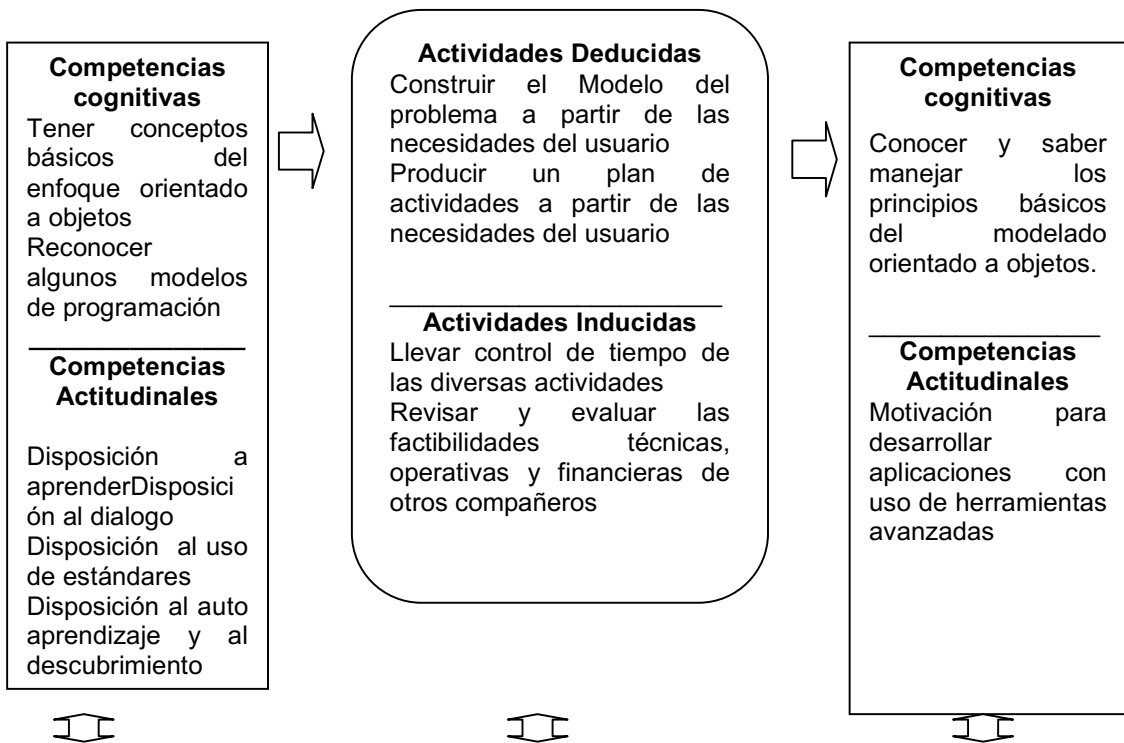 Competencias
cognitivas
Tener conceptos
básicos del
enfoque orientado
a objetos
Reconocer
algunos modelos
de programación
Competencias
Actitudinales
Disposición a
aprenderDisposici
ón al dialogo
Disposición al uso
de estándares
Disposición al auto
aprendizaje y al
descubrimiento
Actividades Deducidas
Construir el Modelo del
problema a partir de las
necesidades del usuario
Producir un plan de
actividades a partir de las
necesidades del usuario
Actividades Inducidas
Llevar control de tiempo de
las diversas actividades
Revisar y evaluar las
factibilidades técnicas,
operativas y financieras de
otros compañeros
Competencias
cognitivas
Conocer y saber
manejar los
principios básicos
del modelado
orientado a objetos.
Competencias
Actitudinales
Motivación para
desarrollar
aplicaciones con
uso de herramientas
avanzadas